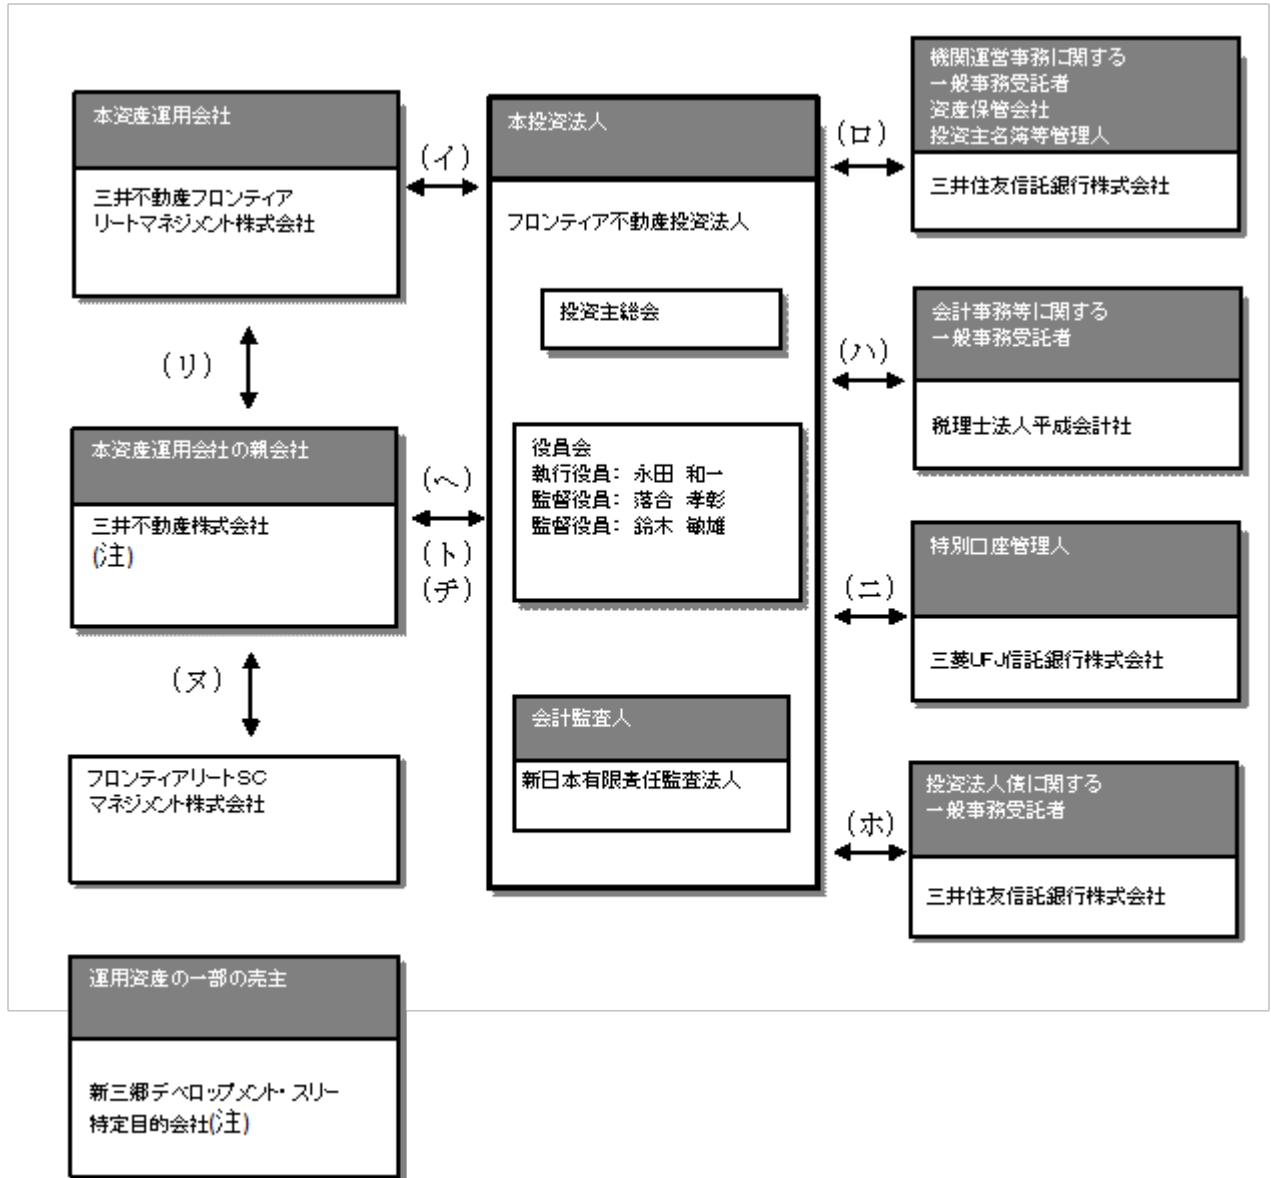 本資産運用会社
三井不動産フロンティア
リートマネジメント株式会社
(イ)
(リ)
本資産運用会社の親会社
三井不動産株式会社
(注)
(ヘ)
(ト)
(チ)
(ヌ)
フロンティアリートSC
マネジメント株式会社
運用資産の一部の売主
新三郷デベロップメント・スリー
特定目的会社(注)
本投資法人
フロンティア不動産投資法人
投資主総会
役員会
執行役員： 永田 和一
監督役員： 落合 孝彰
監督役員： 鈴木 敏雄
会計監査人
新日本有限責任監査法人
(ロ)
機関運営事務に関する
一般事務受託者
資産保管会社
投資主名簿等管理人
三井住友信託銀行株式会社
(ハ)
会計事務等に関する
一般事務受託者
税理士法人平成会計社
(ニ)
特別口座管理人
三菱UFJ信託銀行株式会社
(ホ)
投資法人債に関する
一般事務受託者
三井住友信託銀行株式会社